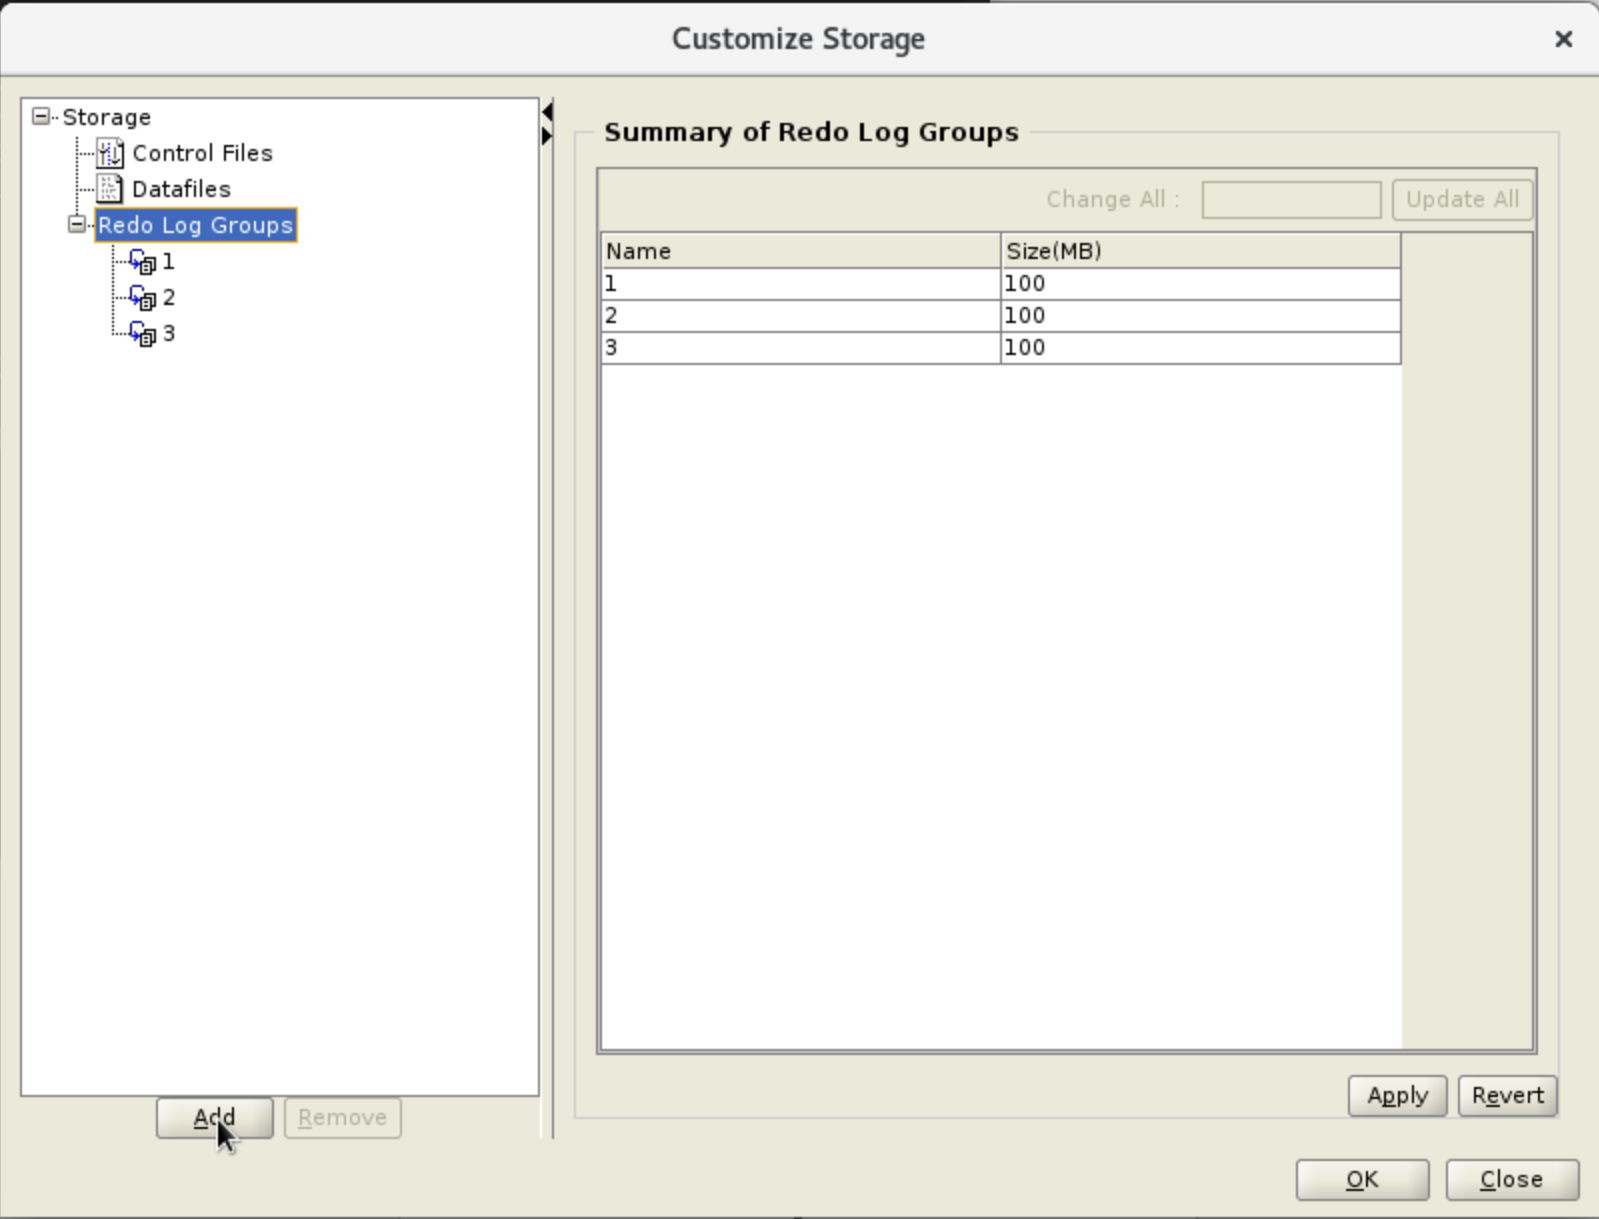 Customize Storage
Storage
Control Files
Datafiles
Redo Log Groups
1
2
3
Add Remove
Summary of Redo Log Groups
Change All : Update All
Name Size(MB)
1 100
2 100
3 100
Apply Revert
OK Close